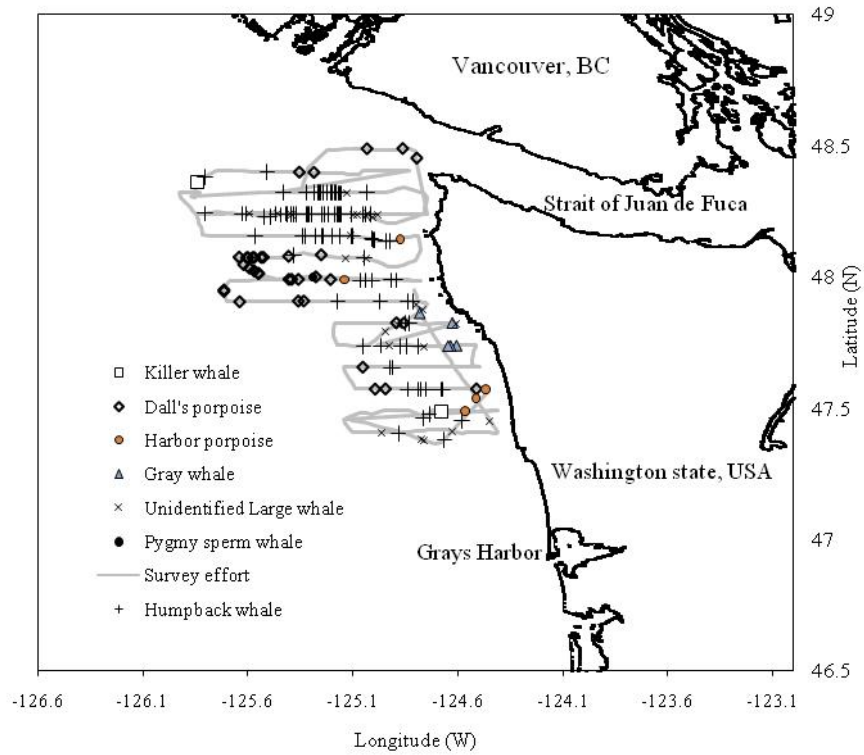 49
Vancouver, BC
48.5
Strait of Juan de Fuca
48
Latitude (N)
Killer whale
Dall's porpoise
Harbor porpoise
Gray whale
Unidentified Large whale
Pygmy sperm whale
Survey effort
Humpback whale
47.5
Washington state, USA
Grays Harbor
47
46.5
-126.6 -126.1 -125.6 -125.1 -124.6 -124.1 -123.6 -123.1
Longitude (W)